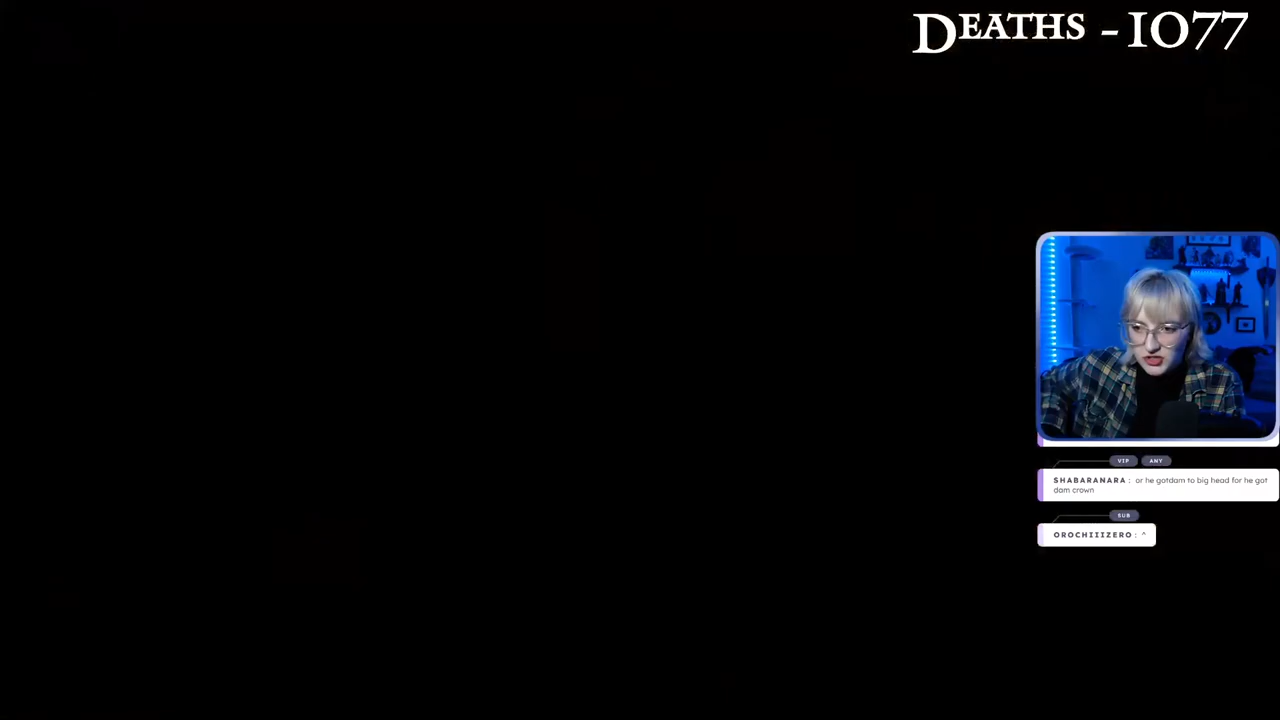 DEATHS - 1077
VIP ANY
SHABARANARA : or he gotdam to big head for he got
dam crown
SUB
OROCHIIIZERO : ^